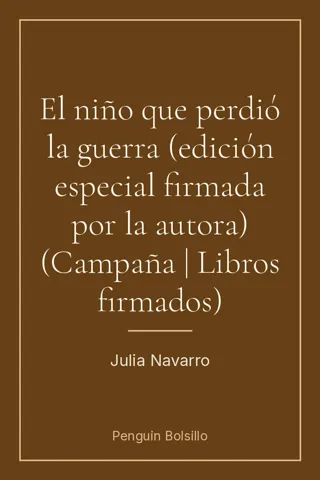 El niño que perdió
la guerra (edición
especial firmada
por la autora)
(Campaña | Libros
firmados)
Julia Navarro
Penguin Bolsillo